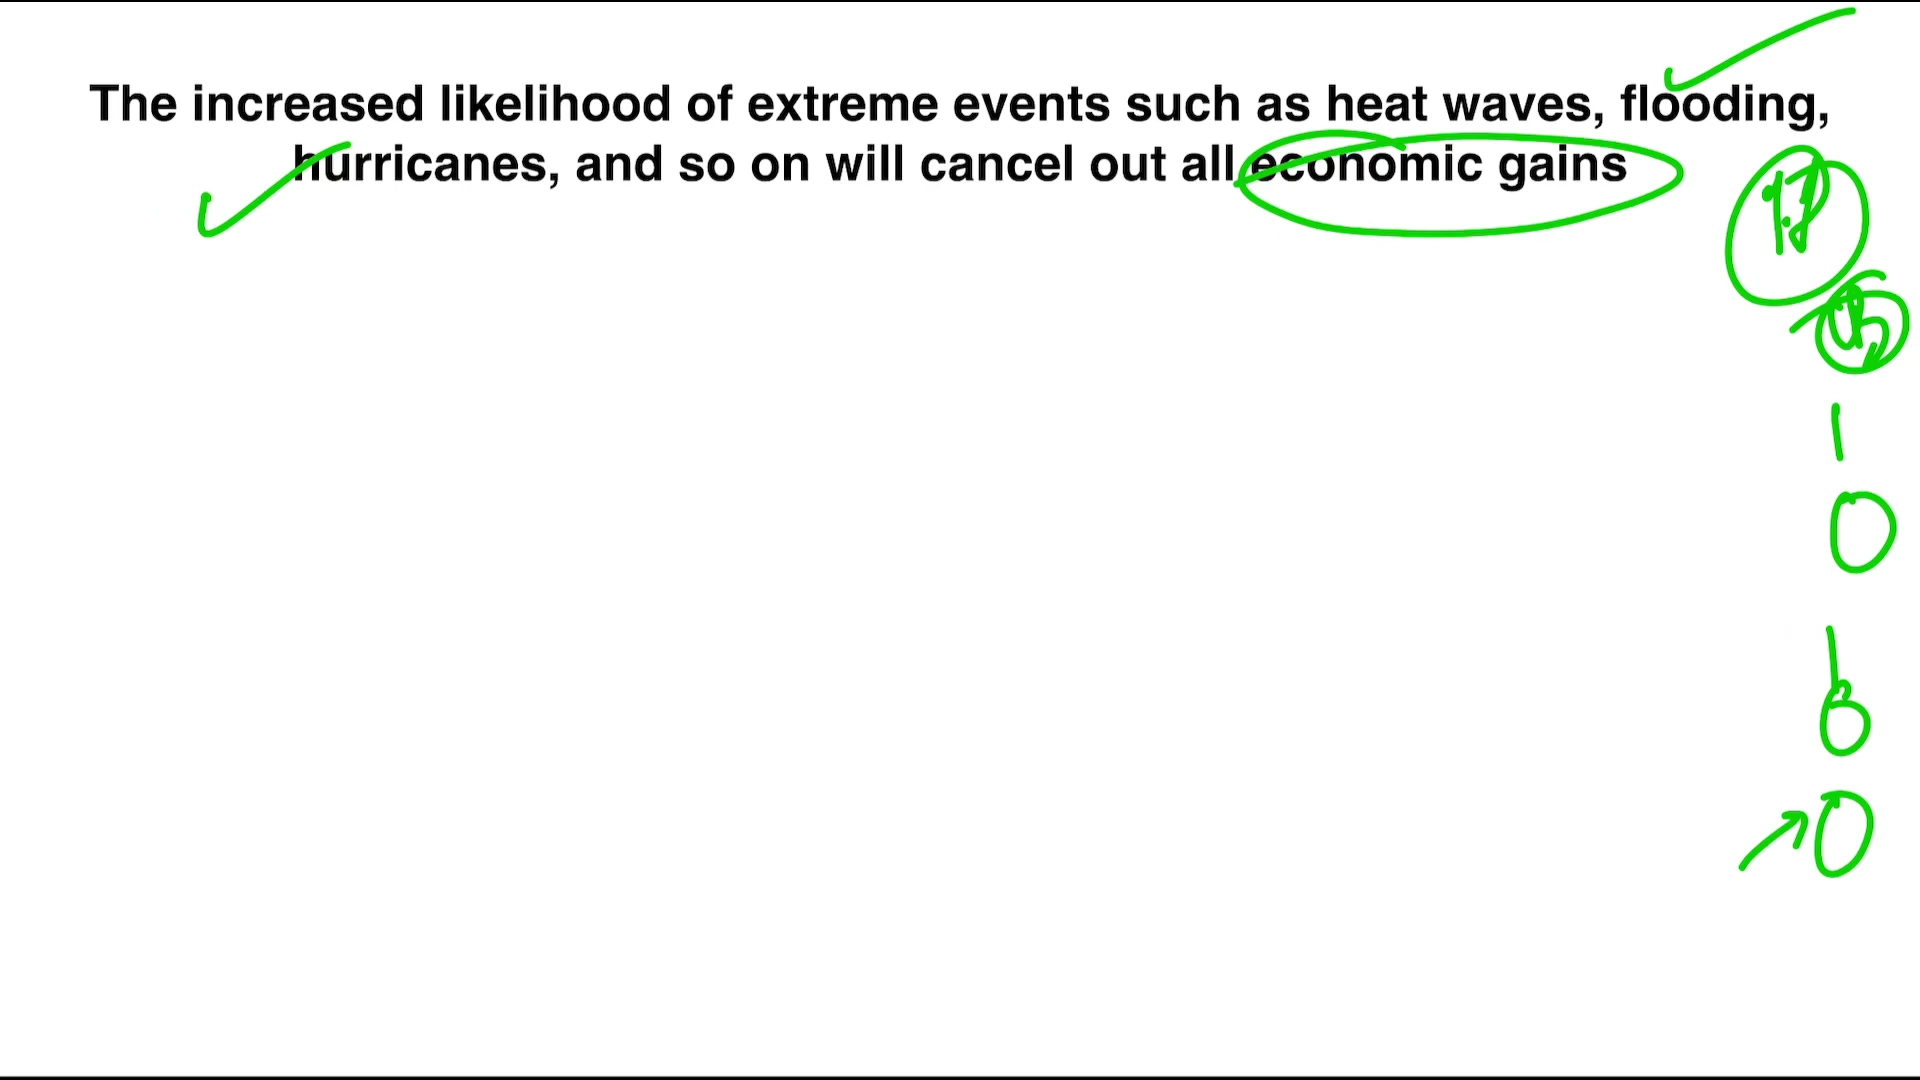 The increased likelihood of extreme events such as heat waves, flooding,
hurricanes, and so on will cancel out all economic gains
1
0
0